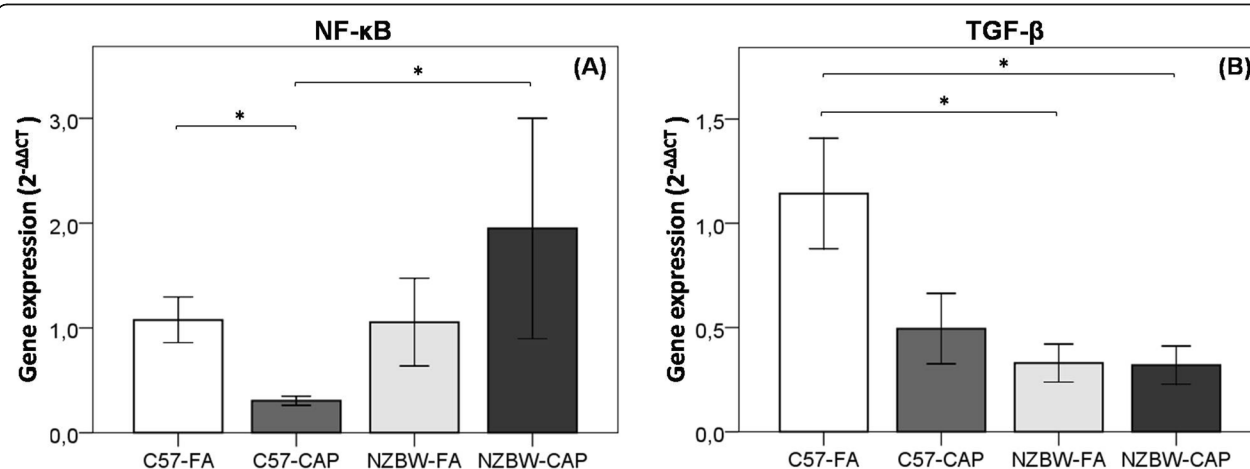 NF-κB
(A)
*
*
Gene expression (2-ΔΔCT )
3,0
2,0
1,0
0,0
C57-FA C57-CAP NZBW-FA NZBW-CAP
TGF-β
(B)
*
*
Gene expression (2-ΔΔCT )
1,5
1,0
0,5
0,0
C57-FA C57-CAP NZBW-FA NZBW-CAP